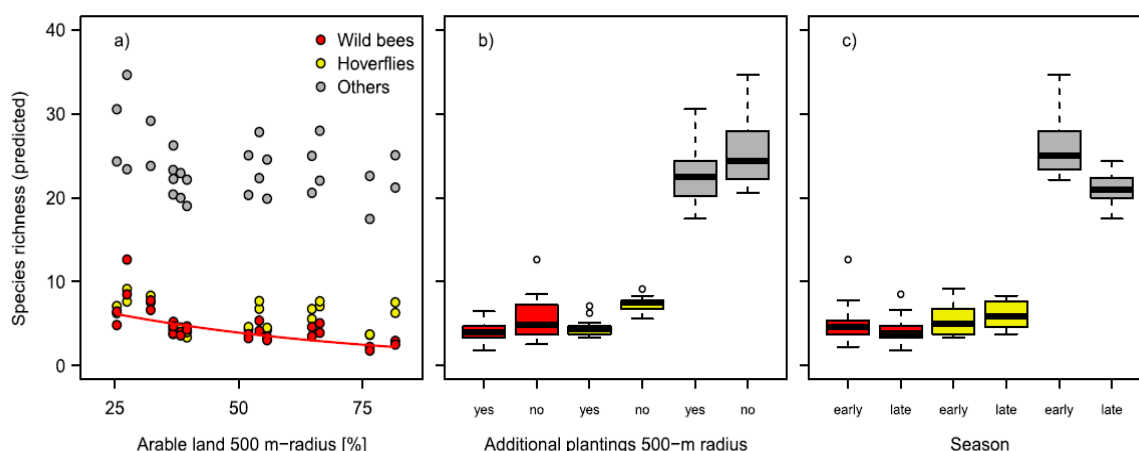 a)
Wild bees
Hoverflies
Others
b)
c)
Species richness (predicted)
40
30
20
10
0
25 50 75
yes no yes no yes no
early late early late early late
Arable land 500 m−radius [%]
Additional plantings 500−m radius
Season